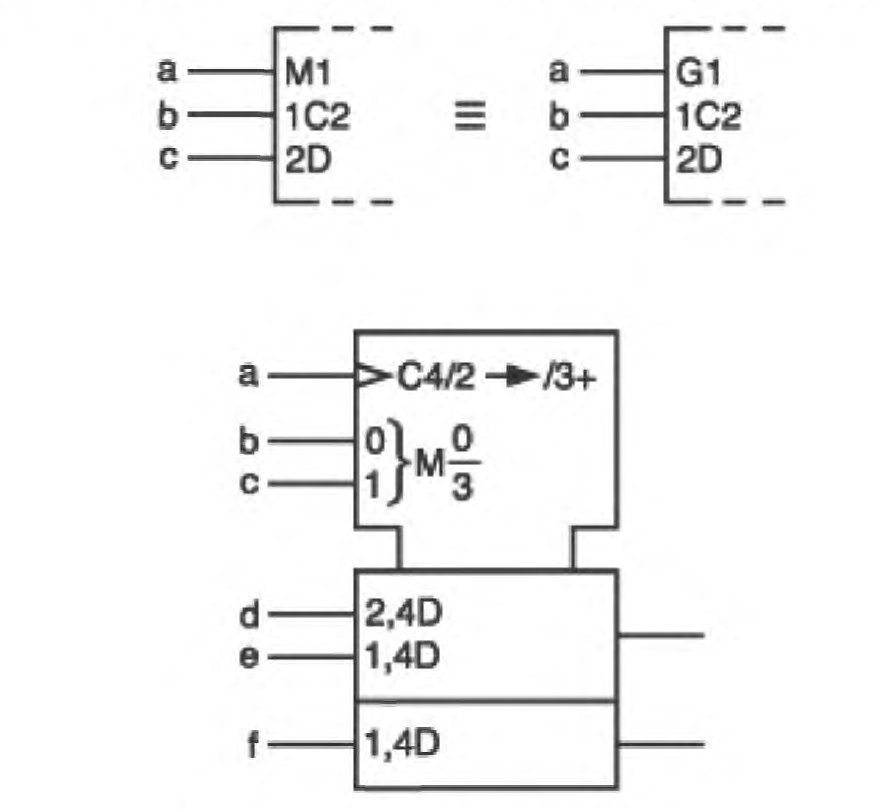 a M1 a G1
b 1C2 ≡ b 1C2
c 2D c 2D
a C4/2 → /3+
b 0 } M 0/3
c 1
d 2,4D
e 1,4D
f 1,4D